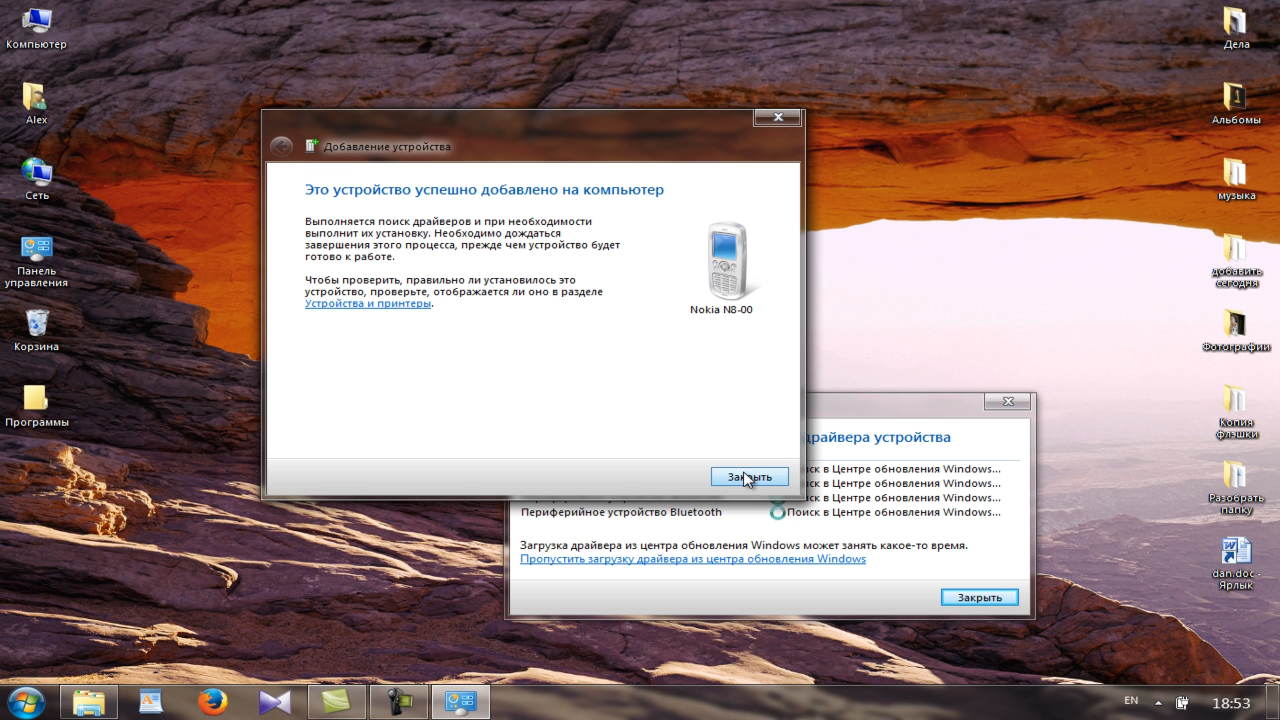 Компьютер
Alex
Сеть
Панель
управления
Корзина
Программы
Добавление устройства
Это устройство успешно добавлено на компьютер
Выполняется поиск драйверов и при необходимости
выполнит их установку. Необходимо дождаться
завершения этого процесса, прежде чем устройство будет
готово к работе.
Чтобы проверить, правильно ли установилось это
устройство, проверьте, отображается ли оно в разделе
Устройства и принтеры.
Nokia N8-00
Закрыть
драйвера устройства
иск в Центре обновления Windows...
иск в Центре обновления Windows...
иск в Центре обновления Windows...
Периферийное устройство Bluetooth Поиск в Центре обновления Windows...
Загрузка драйвера из центра обновления Windows может занять какое-то время.
Пропустить загрузку драйвера из центра обновления Windows
Закрыть
Дела
1
Альбомы
музыка
добавить
сегодня
Фотографии
Копия
флэшки
Разобрать
папку
dan.doc -
Ярлык
EN
18:53